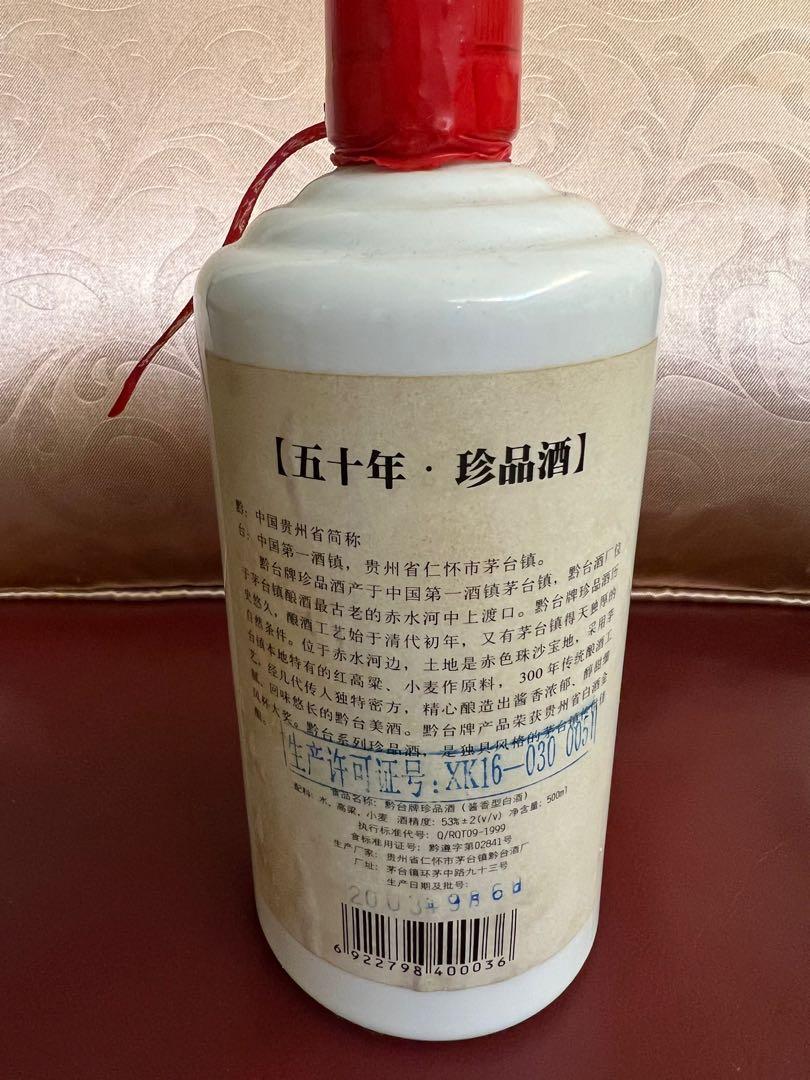 【五十年·珍品酒】
黔：中国贵州省简称
台：中国第一酒镇，贵州省仁怀市茅台镇。
黔台牌珍品酒产于中国第一酒镇茅台镇，黔台酒厂位
于茅台镇酿酒最古老的赤水河中上渡口。黔台牌珍品酒历
史悠久，酿酒工艺始于清代初年，又有茅台镇得天独厚的
自然条件。位于赤水河边，土地是赤色珠沙宝地，采用茅
台镇本地特有的红高粱、小麦作原料，300年传统酿酒工
艺，经几代传人独特密方，精心酿造出酱香浓郁、醇甜细
腻、回味悠长的黔台美酒。黔台牌产品荣获贵州省白酒金
风杯大奖。黔台系列珍品酒，是独具风格的茅台镇
酿。
生产许可证号：XK16-030 0051
食品名称：黔台牌珍品酒（酱香型白酒）
配料：水，高粱，小麦 酒精度：53%±2(v/v) 净含量：500ml
执行标准代号：Q/RQT09-1999
食标准用证号：黔遵字第02841号
生产厂家：贵州省仁怀市茅台镇黔台酒厂
厂址：茅台镇环茅中路九十三号
生产日期及批号：
2003年9月6日
6 922798 400036